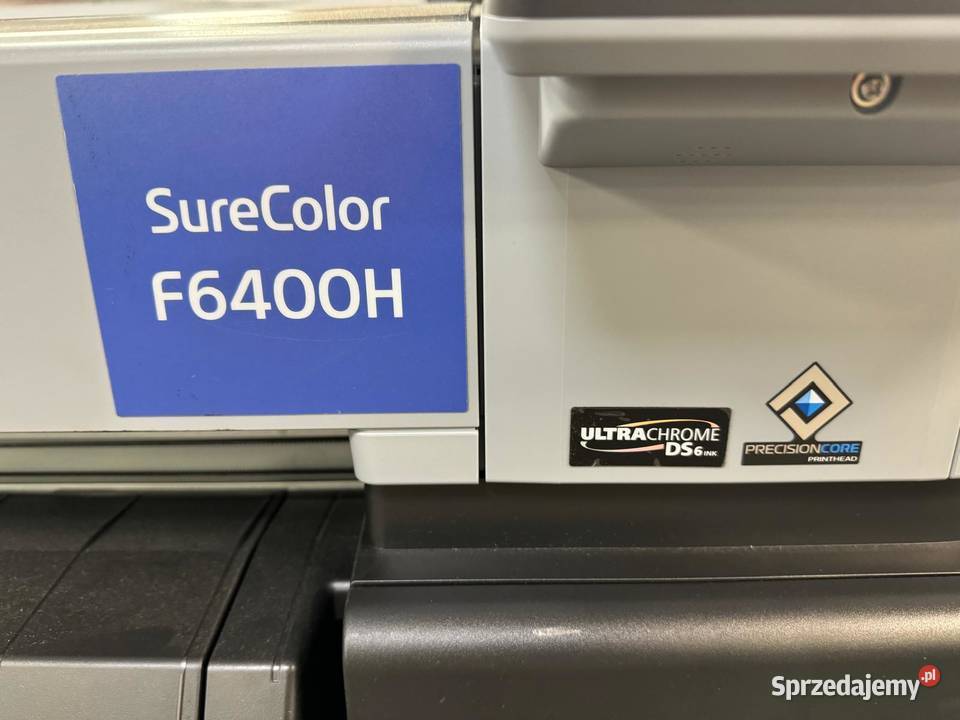 SureColor
F6400H
ULTRACHROME
DS6 INK
PRECISIONCORE
PRINTHEAD
Sprzedajemy.pl